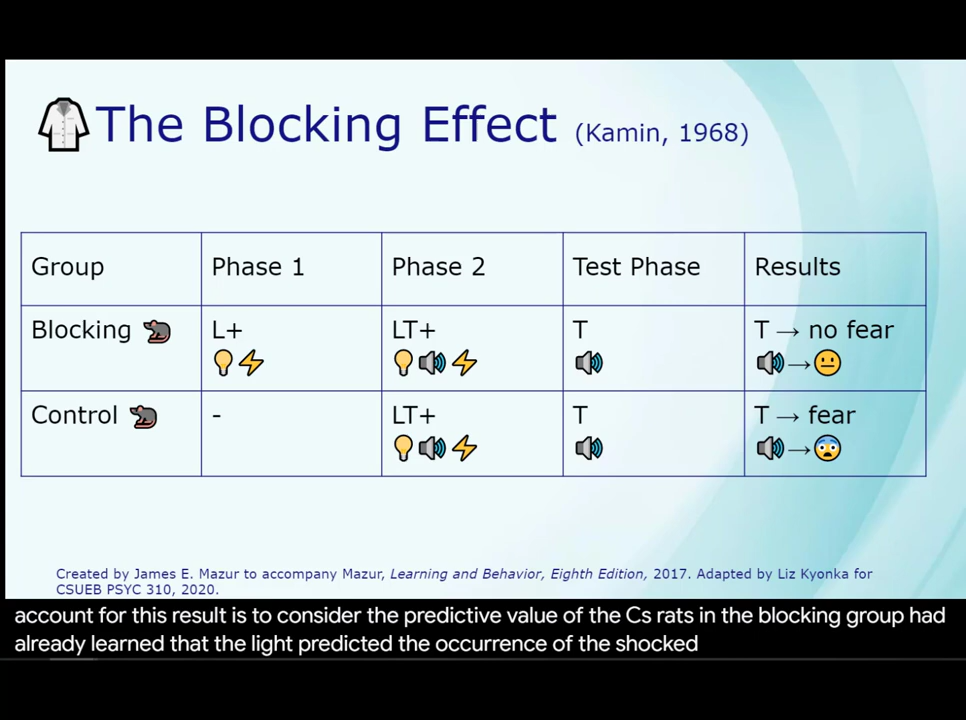 The Blocking Effect (Kamin, 1968)
Group Phase 1 Phase 2 Test Phase Results
Blocking L+ LT+ T T → no fear
→
Control - LT+ T T → fear
→
Created by James E. Mazur to accompany Mazur, Learning and Behavior, Eighth Edition, 2017. Adapted by Liz Kyonka for
CSUEB PSYC 310, 2020.
account for this result is to consider the predictive value of the Cs rats in the blocking group had
already learned that the light predicted the occurrence of the shocked